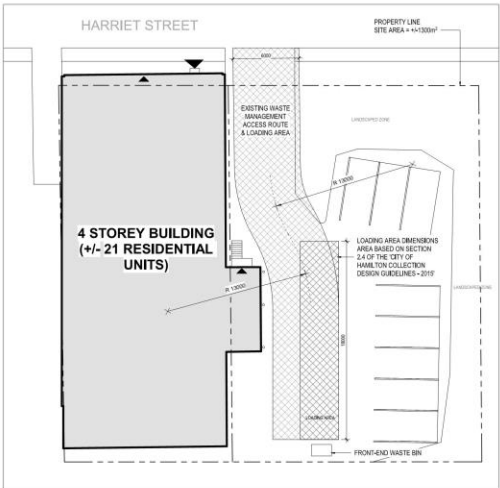 HARRIET STREET
PROPERTY LINE
SITE AREA = +/-1300m²
6000
EXISTING WASTE
MANAGEMENT
ACCESS ROUTE
& LOADING AREA
LANDSCAPED ZONE
R 13000
4 STOREY BUILDING
(+/- 21 RESIDENTIAL
UNITS)
LOADING AREA DIMENSIONS
AREA BASED ON SECTION
2.4 OF THE 'CITY OF
HAMILTON COLLECTION
DESIGN GUIDELINES - 2015'
R 13000
LANDSCAPED ZONE
18000
LOADING AREA
FRONT-END WASTE BIN